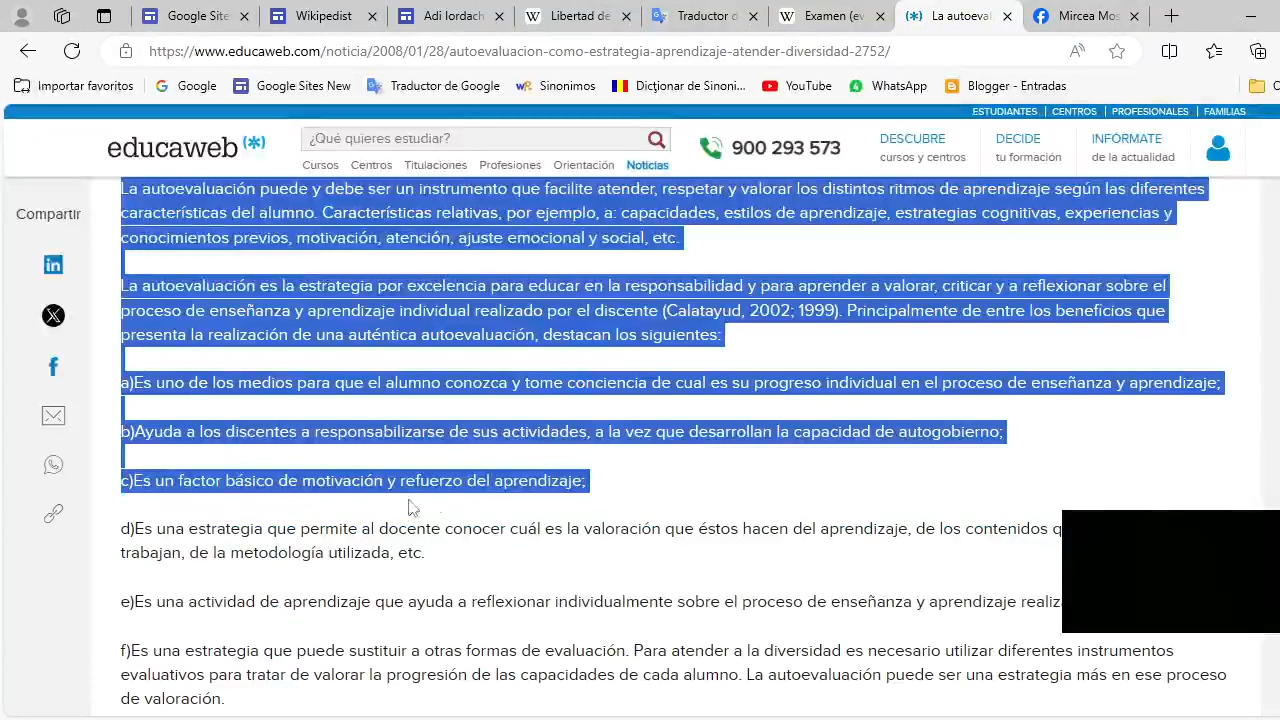 Google Site
Wikipedist
Adi Iordach
Libertad de
Traductor d
Examen (ev
La autoeval
Mircea Mos
https://www.educaweb.com/noticia/2008/01/28/autoevaluacion-como-estrategia-aprendizaje-atender-diversidad-2752/
Importar favoritos
Google
Google Sites New
Traductor de Google
Sinonimos
Dicționar de Sinoni...
YouTube
WhatsApp
Blogger - Entradas
ESTUDIANTES | CENTROS | PROFESIONALES | FAMILIAS
educaweb (*)
¿Qué quieres estudiar?
Cursos Centros Titulaciones Profesiones Orientación Noticias
900 293 573
DESCUBRE
cursos y centros
DECIDE
tu formación
INFÓRMATE
de la actualidad
Compartir
La autoevaluación puede y debe ser un instrumento que facilite atender, respetar y valorar los distintos ritmos de aprendizaje según las diferentes
características del alumno. Características relativas, por ejemplo, a: capacidades, estilos de aprendizaje, estrategias cognitivas, experiencias y
conocimientos previos, motivación, atención, ajuste emocional y social, etc.
La autoevaluación es la estrategia por excelencia para educar en la responsabilidad y para aprender a valorar, criticar y a reflexionar sobre el
proceso de enseñanza y aprendizaje individual realizado por el discente (Calatayud, 2002; 1999). Principalmente de entre los beneficios que
presenta la realización de una auténtica autoevaluación, destacan los siguientes:
a)Es uno de los medios para que el alumno conozca y tome conciencia de cual es su progreso individual en el proceso de enseñanza y aprendizaje;
b)Ayuda a los discentes a responsabilizarse de sus actividades, a la vez que desarrollan la capacidad de autogobierno;
c)Es un factor básico de motivación y refuerzo del aprendizaje;
d)Es una estrategia que permite al docente conocer cuál es la valoración que éstos hacen del aprendizaje, de los contenidos
trabajan, de la metodología utilizada, etc.
e)Es una actividad de aprendizaje que ayuda a reflexionar individualmente sobre el proceso de enseñanza y aprendizaje
f)Es una estrategia que puede sustituir a otras formas de evaluación. Para atender a la diversidad es necesario utilizar diferentes instrumentos
evaluativos para tratar de valorar la progresión de las capacidades de cada alumno. La autoevaluación puede ser una estrategia más en ese proceso
de valoración.